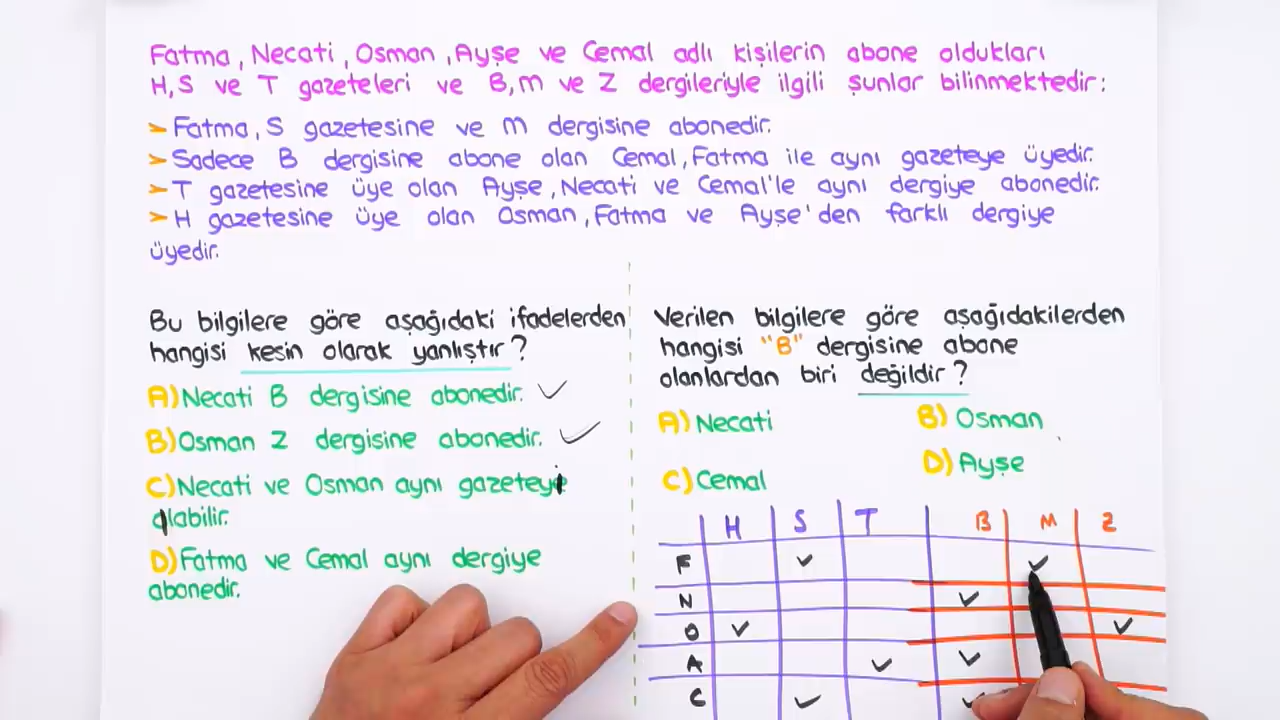 Fatma, Necati, Osman, Ayşe ve Cemal adlı kişilerin abone oldukları
H, S ve T gazeteleri ve B, M ve Z dergileriyle ilgili şunlar bilinmektedir:
➤ Fatma, S gazetesine ve M dergisine abonedir.
➤ Sadece B dergisine abone olan Cemal, Fatma ile aynı gazeteye üyedir.
➤ T gazetesine üye olan Ayşe, Necati ve Cemal'le aynı dergiye abonedir.
➤ H gazetesine üye olan Osman, Fatma ve Ayşe'den farklı dergiye
üyedir.
Bu bilgilere göre aşağıdaki ifadelerden
hangisi kesin olarak yanlıştır?
A) Necati B dergisine abonedir. ✓
B) Osman Z dergisine abonedir. ✓
C) Necati ve Osman aynı gazeteyi
alabilir.
D) Fatma ve Cemal aynı dergiye
abonedir.
Verilen bilgilere göre aşağıdakilerden
hangisi "B" dergisine abone
olanlardan biri değildir?
A) Necati B) Osman
C) Cemal D) Ayşe
H S T B M Z
F ✓ ✓
N ✓
O ✓ ✓
A ✓ ✓
C ✓ ✓